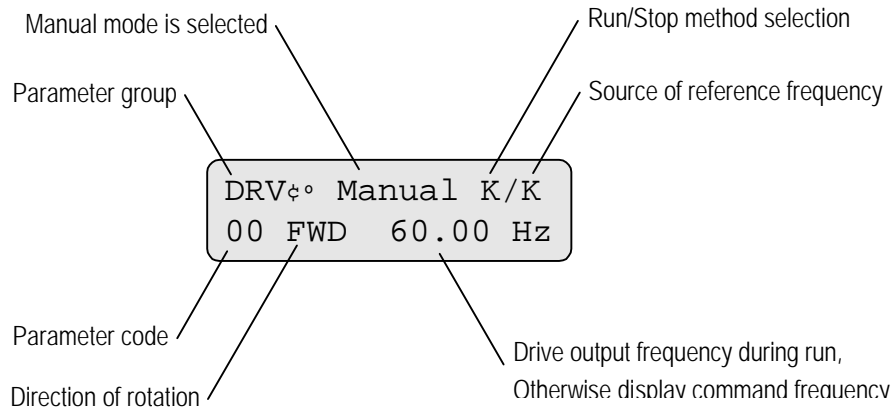 Manual mode is selected
Run/Stop method selection
Parameter group
Source of reference frequency
DRV¢º Manual K/K
00 FWD 60.00 Hz
Parameter code
Drive output frequency during run,
Direction of rotation
Otherwise display command frequency